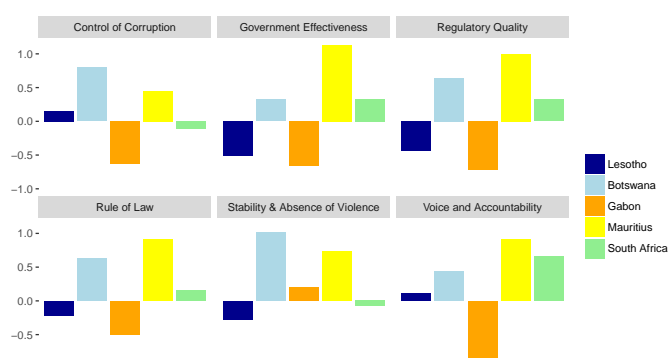 Control of Corruption
Government Effectiveness
Regulatory Quality
1.0
0.5
0.0
−0.5
−1.0
Rule of Law
Stability & Absence of Violence
Voice and Accountability
1.0
0.5
0.0
−0.5
Lesotho
Botswana
Gabon
Mauritius
South Africa